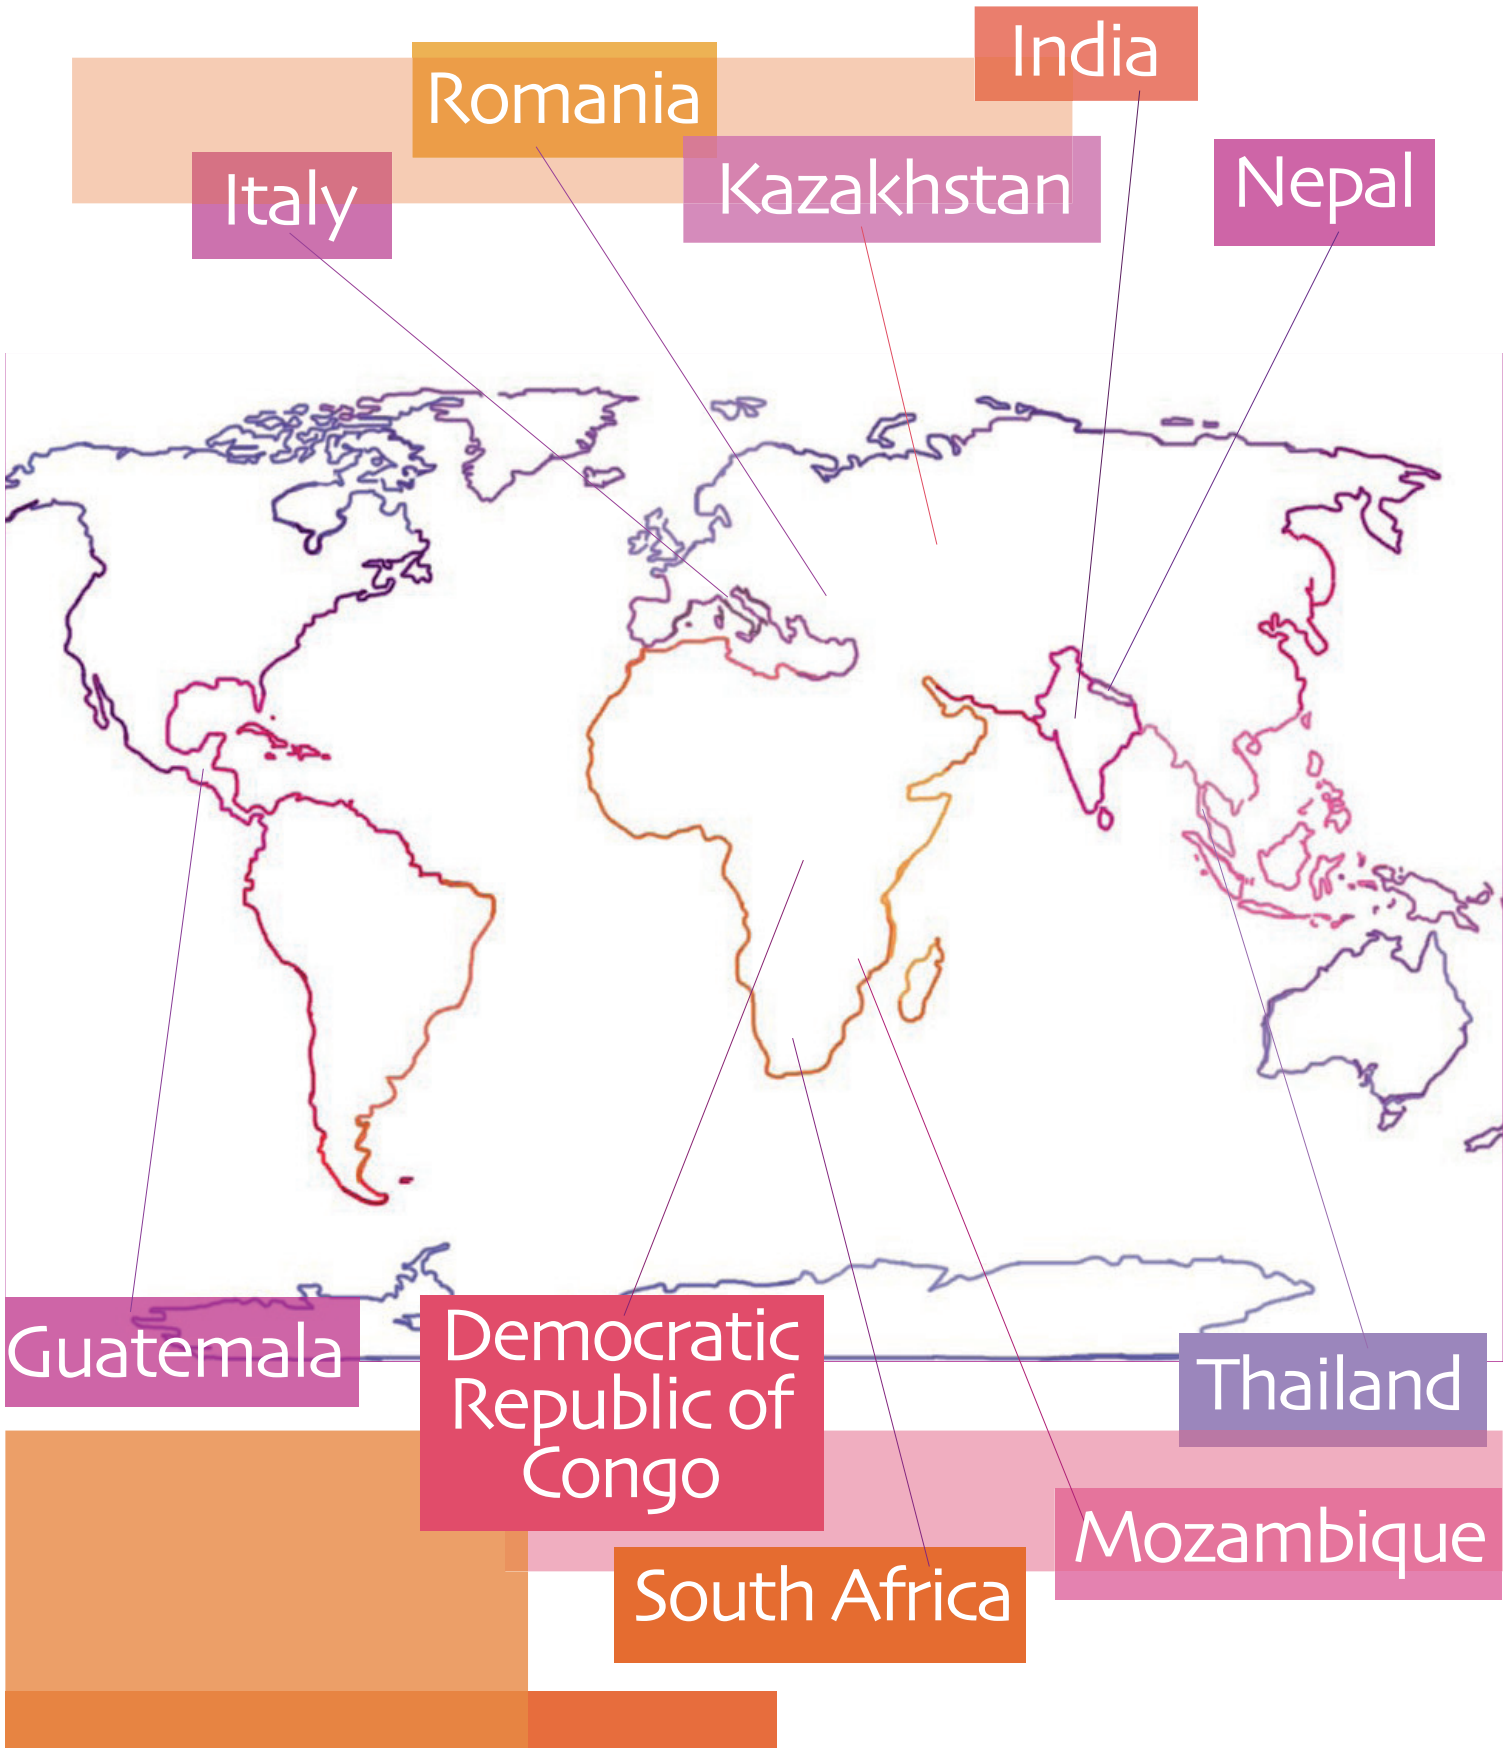 India
Romania
Kazakhstan
Nepal
Italy
Guatemala
Democratic
Republic of
Congo
Thailand
Mozambique
South Africa